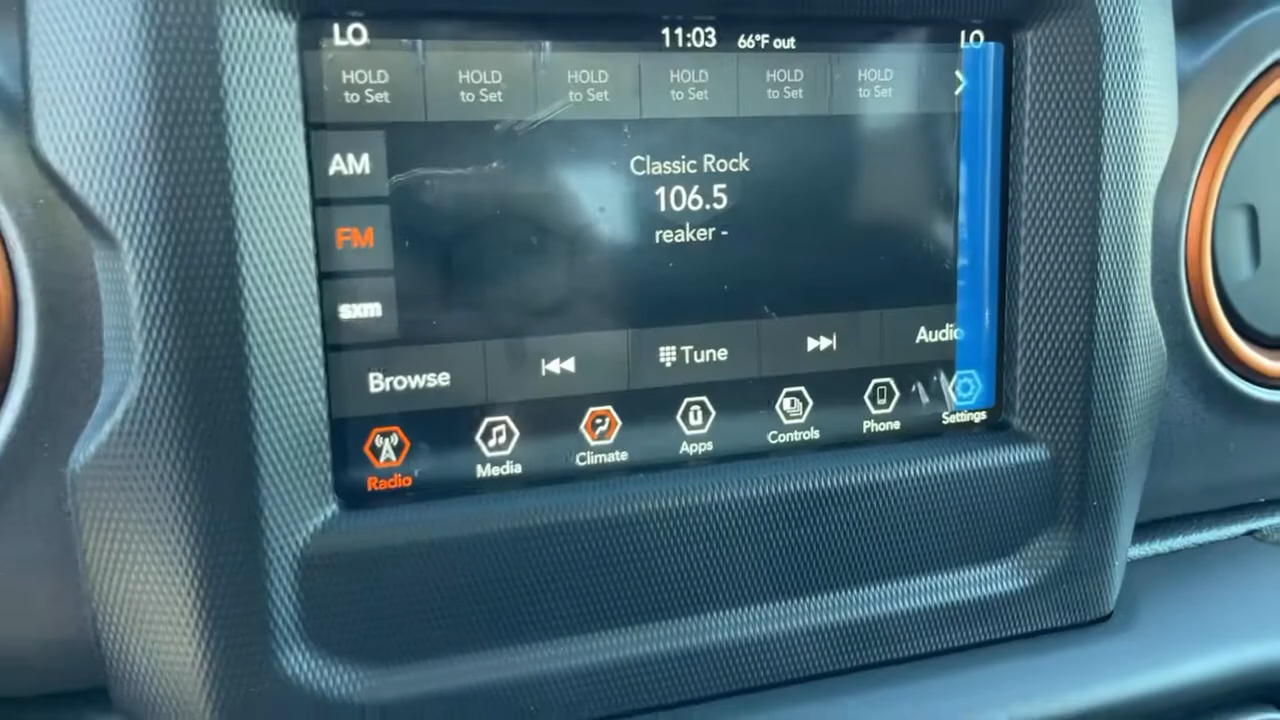 LO 11:03 66°F out LO
HOLD HOLD HOLD HOLD HOLD HOLD
to Set to Set to Set to Set to Set to Set
AM
Classic Rock
106.5
FM
reaker -
sxm
Browse Tune Audio
Radio Media Climate Apps Controls Phone Settings